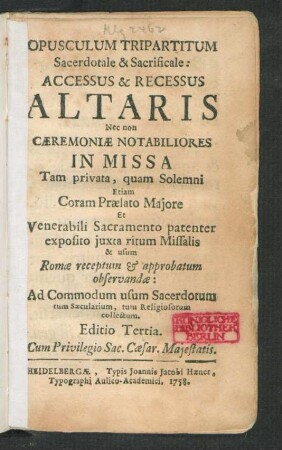 OPUSCULUM TRIPARTITUM
Sacerdotale & Sacrificale:
ACCESSUS & RECESSUS
ALTARIS
Nec non
CÆREMONIÆ NOTABILIORES
IN MISSA
Tam privata, quam Solemni
Etiam
Coram Prælato Majore
Et
Venerabili Sacramento patenter
exposito juxta ritum Missalis
& usum
Romæ receptum & approbatum
observandæ:
Ad Commodum usum Sacerdotum
tum Sæcularium, tum Religiosorum
collectum.
KÖNIGLICHE
BIBLIOTHEK
BERLIN
Editio Tertia.
Cum Privilegio Sac. Cæsar. Majestatis.
HEIDELBERGÆ, Typis Joannis Jacobi Hæner,
Typographi Aulico-Academici. 1758.